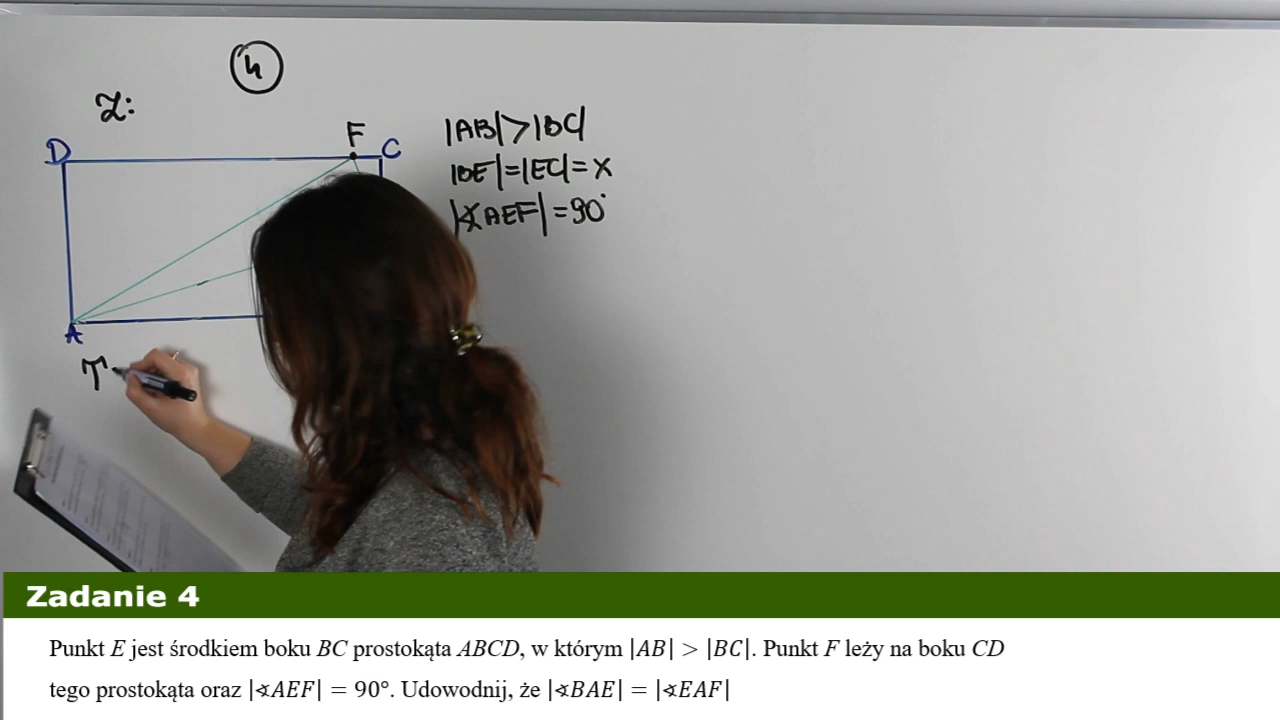 4
Z:
D
F
C
|AB|>|BC|
|BE|=|EC|=x
|∢AEF|=90°
A
T
Zadanie 4
Punkt E jest środkiem boku BC prostokąta ABCD, w którym |AB| > |BC|. Punkt F leży na boku CD
tego prostokąta oraz |∢AEF| = 90°. Udowodnij, że |∢BAE| = |∢EAF|